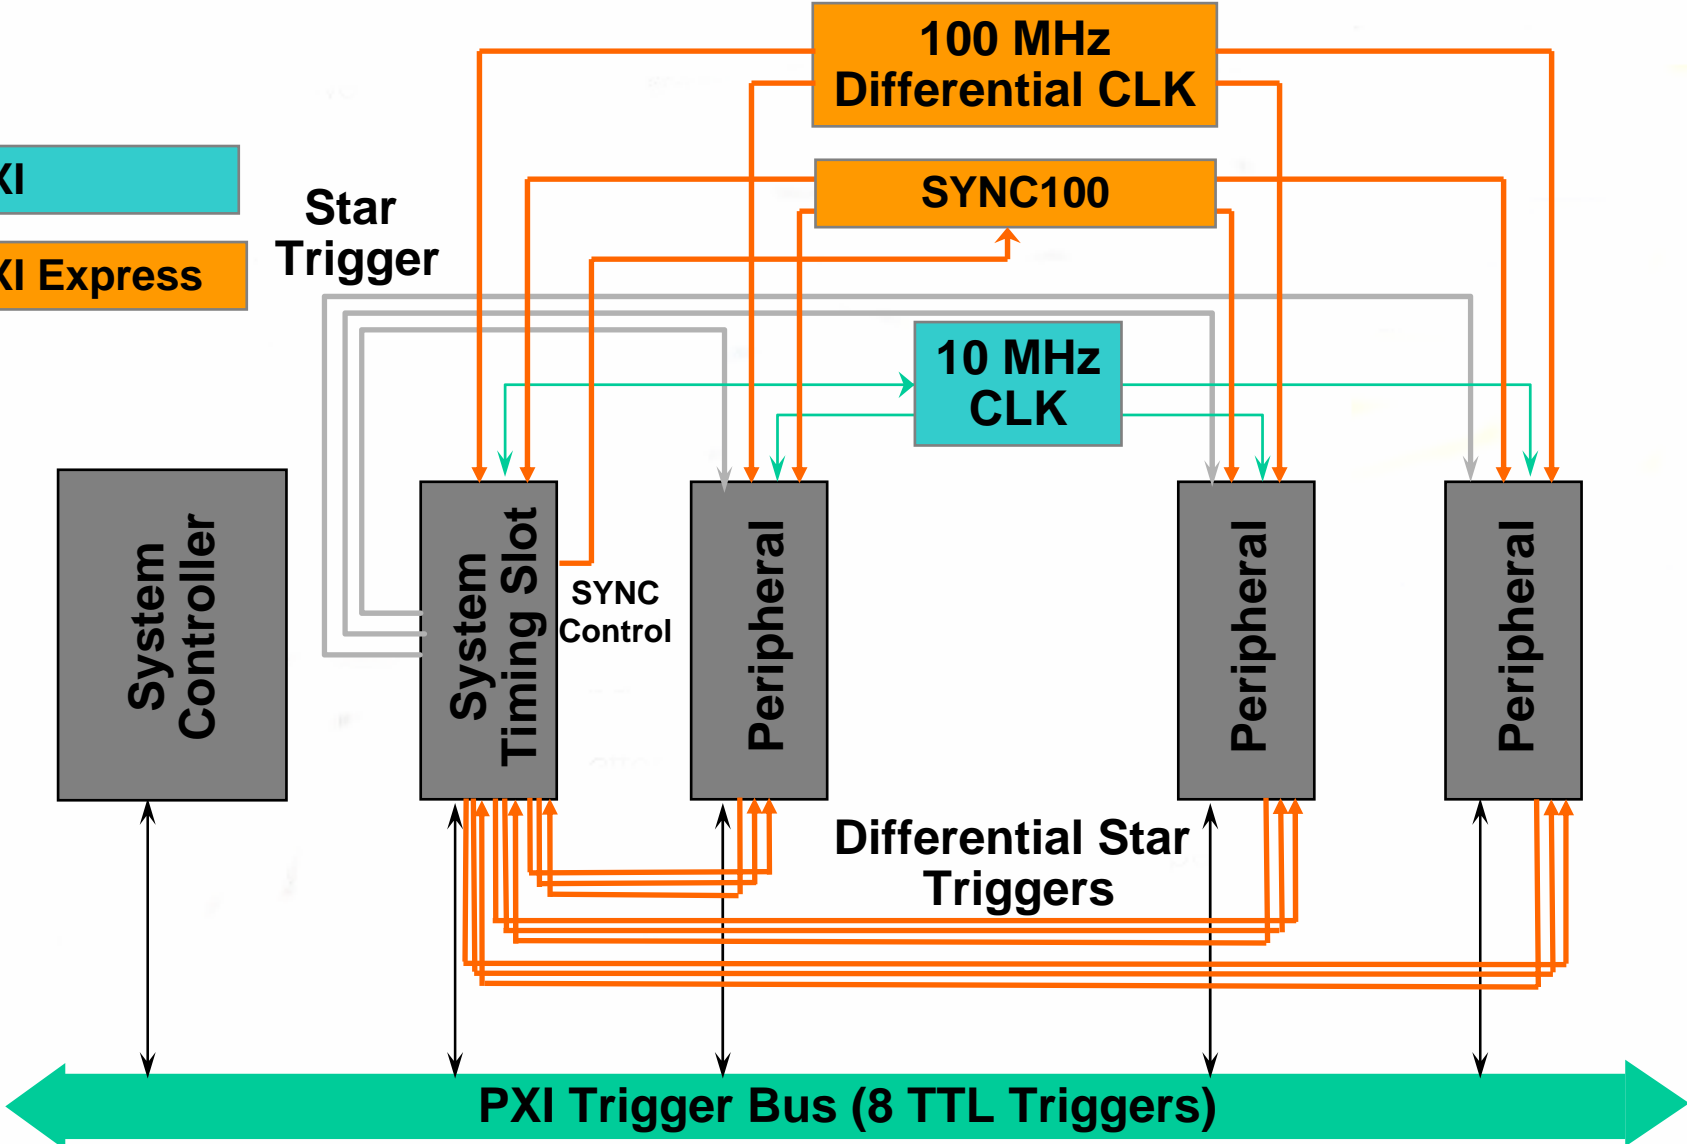 100 MHz
Differential CLK
XI
SYNC100
Star
Trigger
XI Express
10 MHz
CLK
System
Controller
System
Timing Slot
SYNC
Control
Peripheral
Peripheral
Peripheral
Differential Star
Triggers
PXI Trigger Bus (8 TTL Triggers)